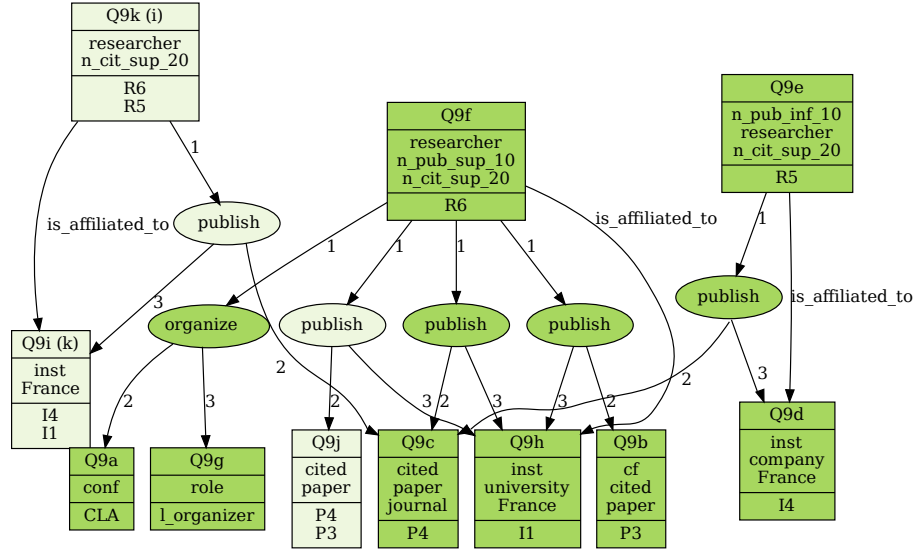 Q9k (i)
researcher
n_cit_sup_20
R6
R5
Q9f
researcher
n_pub_sup_10
n_cit_sup_20
R6
Q9e
n_pub_inf_10
researcher
n_cit_sup_20
R5
1
is_affiliated_to
publish
is_affiliated_to
1
1
1
1
1
publish
is_affiliated_to
3
organize
publish
publish
publish
Q9i (k)
inst
France
I4
I1
2
3
2
2
3
2
3
3
2
2
3
Q9a
conf
CLA
Q9g
role
l_organizer
Q9j
cited
paper
P4
P3
Q9c
cited
paper
journal
P4
Q9h
inst
university
France
I1
Q9b
cf
cited
paper
P3
Q9d
inst
company
France
I4